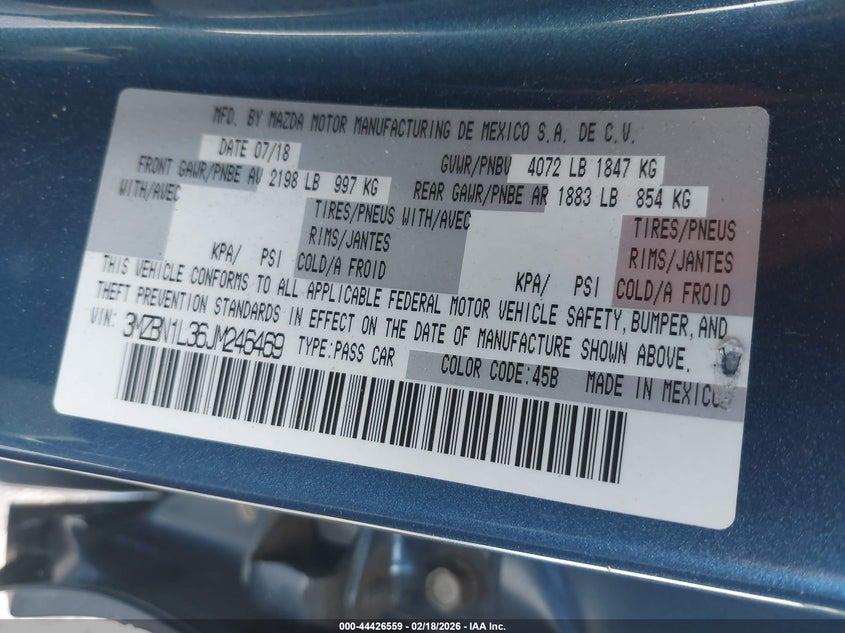 MFD. BY MAZDA MOTOR MANUFACTURING DE MEXICO S.A. DE C.V.
DATE 07/18 GVWR/PNBV 4072 LB 1847 KG
FRONT GAWR/PNBE AV 2198 LB 997 KG REAR GAWR/PNBE AR 1883 LB 854 KG
WITH/AVEC TIRES/PNEUS WITH/AVEC TIRES/PNEUS
RIMS/JANTES RIMS/JANTES
KPA/ PSI COLD/A FROID KPA/ PSI COLD/A FROID
THIS VEHICLE CONFORMS TO ALL APPLICABLE FEDERAL MOTOR VEHICLE SAFETY, BUMPER, AND
THEFT PREVENTION STANDARDS IN EFFECT ON THE DATE OF MANUFACTURE SHOWN ABOVE.
VIN: 3MZBN1L36JM246469 TYPE:PASS CAR COLOR CODE:45B MADE IN MEXICO
000-44426559 — 02/18/2026 — IAA Inc.